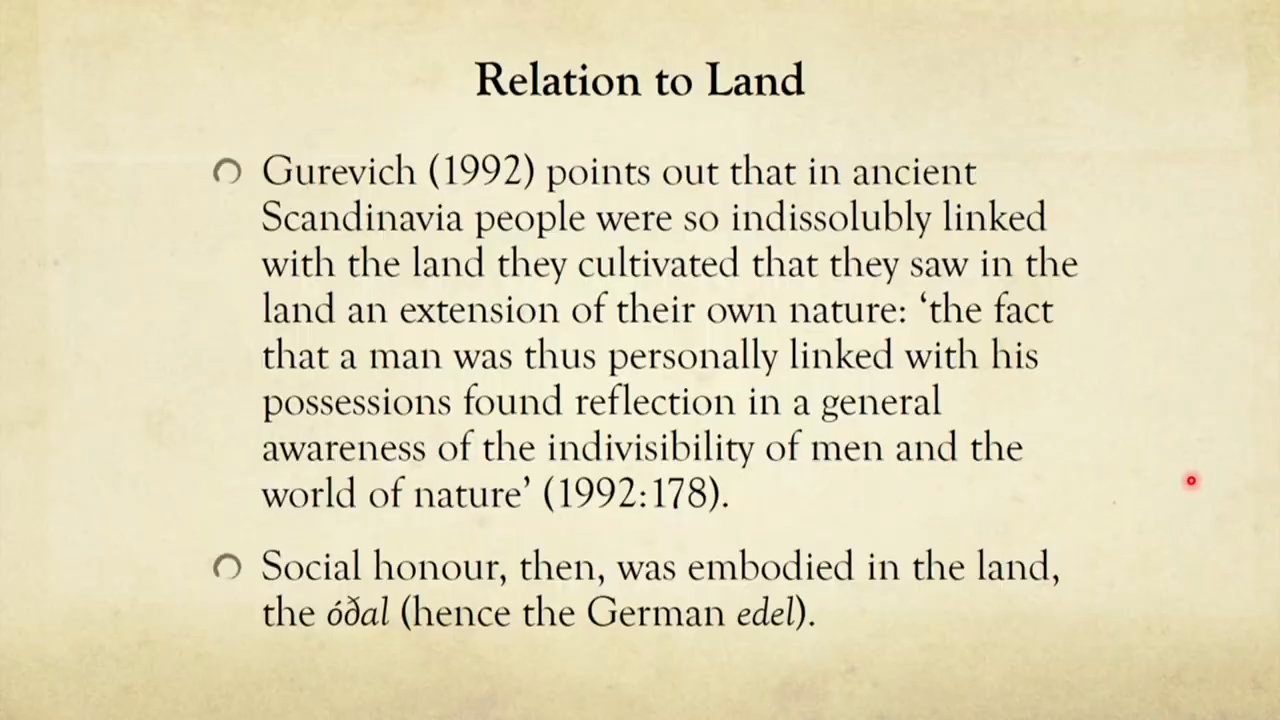 Relation to Land
Gurevich (1992) points out that in ancient
Scandinavia people were so indissolubly linked
with the land they cultivated that they saw in the
land an extension of their own nature: ‘the fact
that a man was thus personally linked with his
possessions found reflection in a general
awareness of the indivisibility of men and the
world of nature’ (1992:178).
Social honour, then, was embodied in the land,
the óðal (hence the German edel).